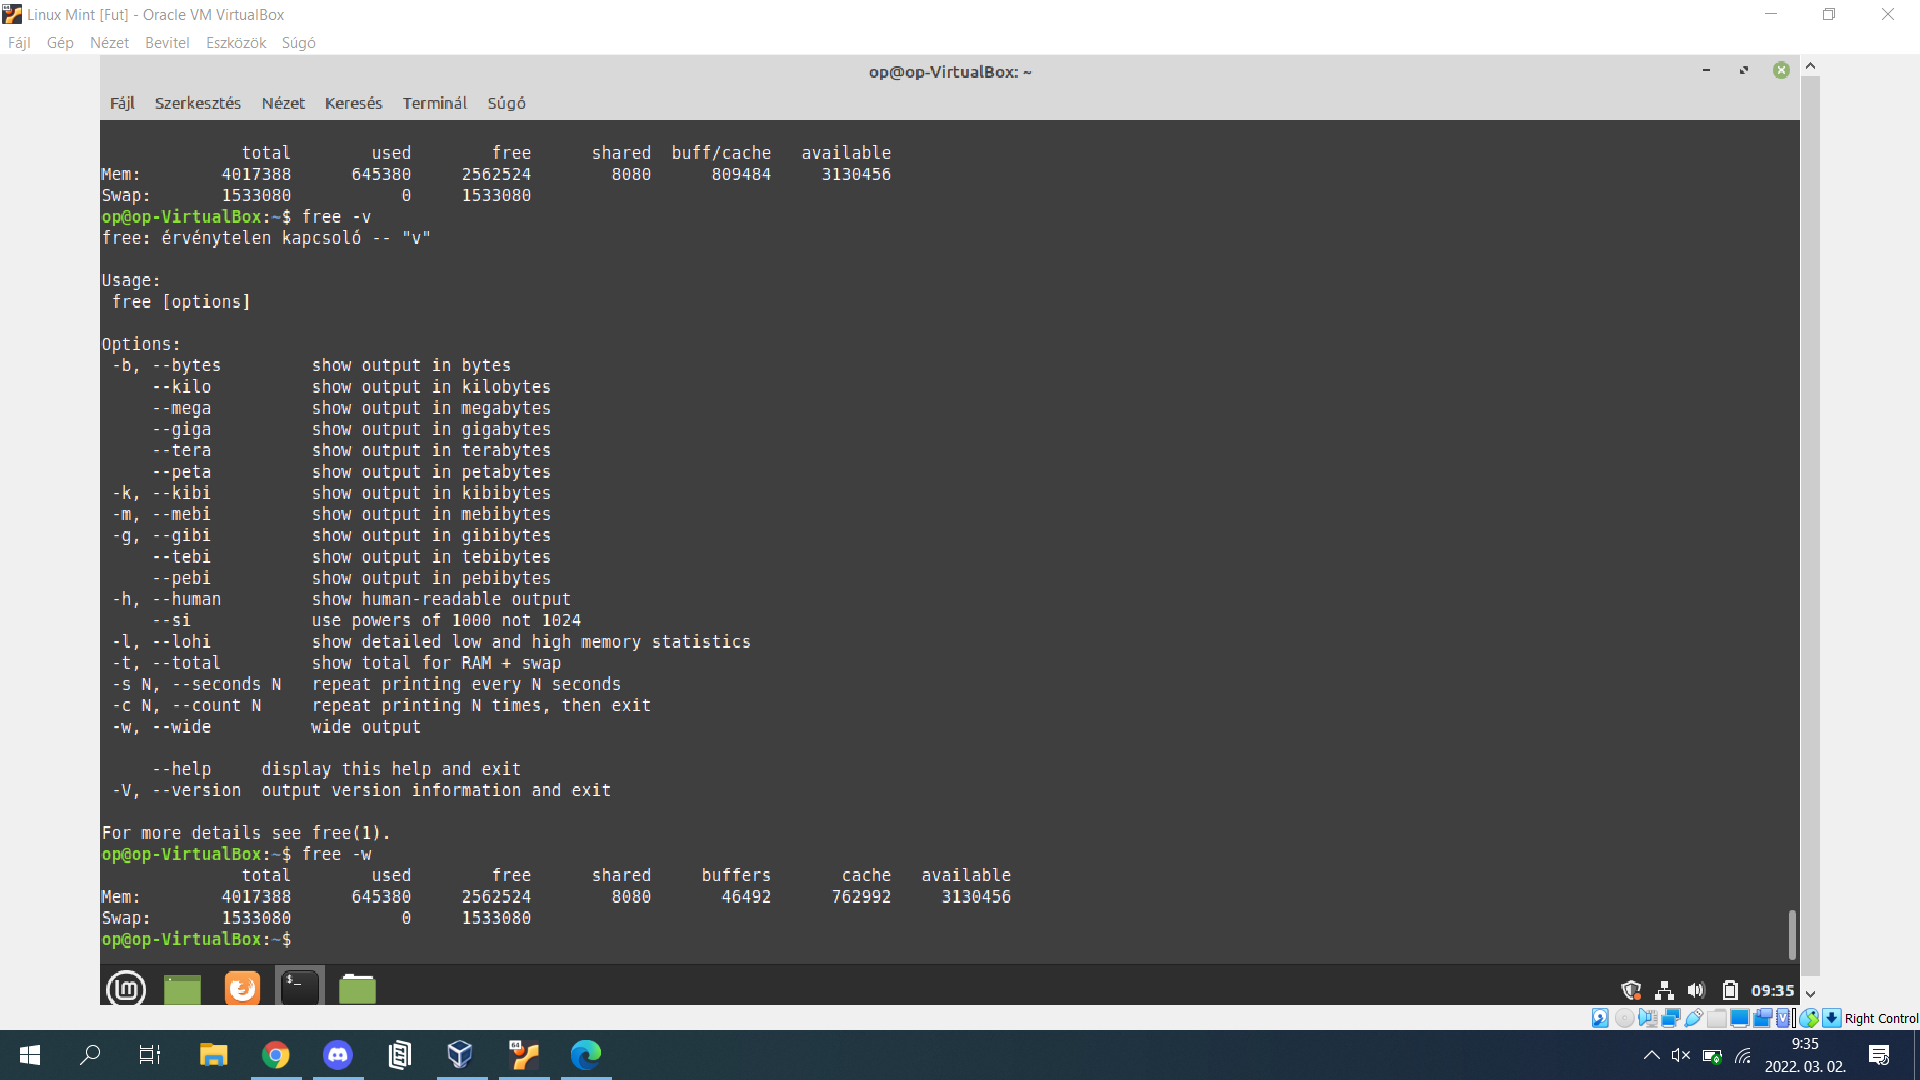 Linux Mint [Fut] - Oracle VM VirtualBox
Fájl Gép Nézet Bevitel Eszközök Súgó
op@op-VirtualBox: ~
Fájl Szerkesztés Nézet Keresés Terminál Súgó
              total        used        free      shared  buff/cache   available
Mem:        4017388      645380     2562524        8080      809484     3130456
Swap:       1533080           0     1533080
op@op-VirtualBox:~$ free -v
free: érvénytelen kapcsoló -- "v"
Usage:
 free [options]
Options:
 -b, --bytes         show output in bytes
     --kilo          show output in kilobytes
     --mega          show output in megabytes
     --giga          show output in gigabytes
     --tera          show output in terabytes
     --peta          show output in petabytes
 -k, --kibi          show output in kibibytes
 -m, --mebi          show output in mebibytes
 -g, --gibi          show output in gibibytes
     --tebi          show output in tebibytes
     --pebi          show output in pebibytes
 -h, --human         show human-readable output
     --si            use powers of 1000 not 1024
 -l, --lohi          show detailed low and high memory statistics
 -t, --total         show total for RAM + swap
 -s N, --seconds N   repeat printing every N seconds
 -c N, --count N     repeat printing N times, then exit
 -w, --wide          wide output
     --help     display this help and exit
 -V, --version  output version information and exit
For more details see free(1).
op@op-VirtualBox:~$ free -w
              total        used        free      shared     buffers       cache   available
Mem:        4017388      645380     2562524        8080       46492      762992     3130456
Swap:       1533080           0     1533080
op@op-VirtualBox:~$
09:35
Right Control
9:35
2022. 03. 02.